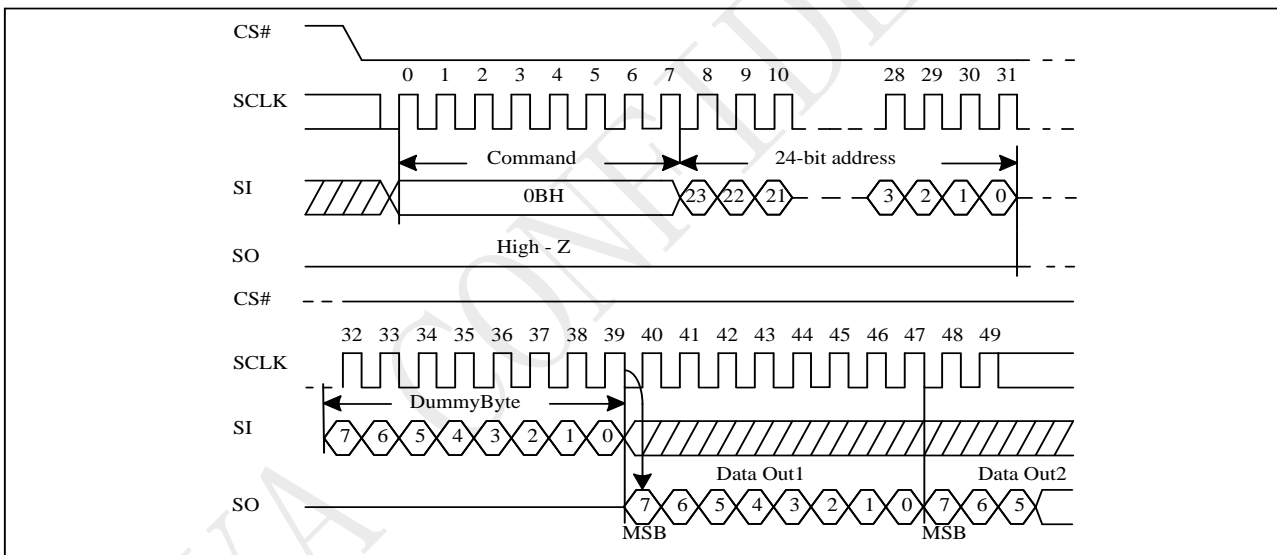 CS#
0 1 2 3 4 5 6 7 8 9 10 28 29 30 31
SCLK
Command 24-bit address
SI 0BH 23 22 21 3 2 1 0
High - Z
SO
CS#
32 33 34 35 36 37 38 39 40 41 42 43 44 45 46 47 48 49
SCLK
DummyByte
SI 7 6 5 4 3 2 1 0
Data Out1 Data Out2
SO 7 6 5 4 3 2 1 0 7 6 5
MSB MSB